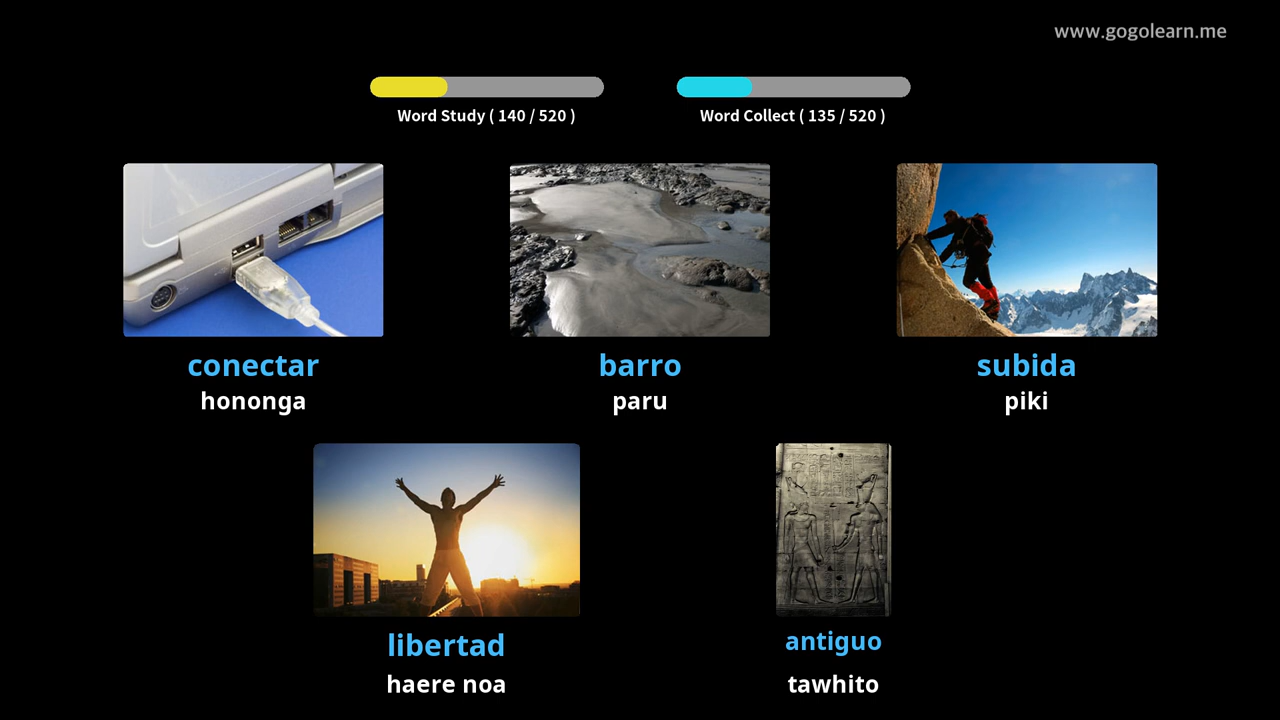 www.gogolearn.me
Word Study ( 140 / 520 )
Word Collect ( 135 / 520 )
conectar
hononga
barro
paru
subida
piki
libertad
haere noa
antiguo
tawhito